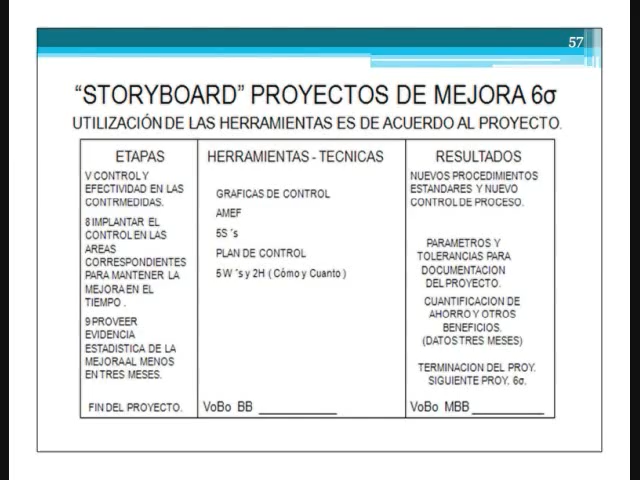 57
“STORYBOARD” PROYECTOS DE MEJORA 6σ
UTILIZACIÓN DE LAS HERRAMIENTAS ES DE ACUERDO AL PROYECTO.
ETAPAS
V CONTROL Y
EFECTIVIDAD EN LAS
CONTRMEDIDAS.
8 IMPLANTAR EL
CONTROL EN LAS
AREAS
CORRESPONDIENTES
PARA MANTENER LA
MEJORA EN EL
TIEMPO .
9 PROVEER
EVIDENCIA
ESTADISTICA DE LA
MEJORA AL MENOS
EN TRES MESES.
FIN DEL PROYECTO.
HERRAMIENTAS - TECNICAS
GRAFICAS DE CONTROL
AMEF
5S ´s
PLAN DE CONTROL
5 W ´s y 2H ( Cómo y Cuanto )
VoBo BB ____________
RESULTADOS
NUEVOS PROCEDIMIENTOS
ESTANDARES Y NUEVO
CONTROL DE PROCESO.
PARAMETROS Y
TOLERANCIAS PARA
DOCUMENTACION
DEL PROYECTO.
CUANTIFICACION DE
AHORRO Y OTROS
BENEFICIOS.
(DATOS TRES MESES)
TERMINACION DEL PROY.
SIGUIENTE PROY. 6σ.
VoBo MBB ___________